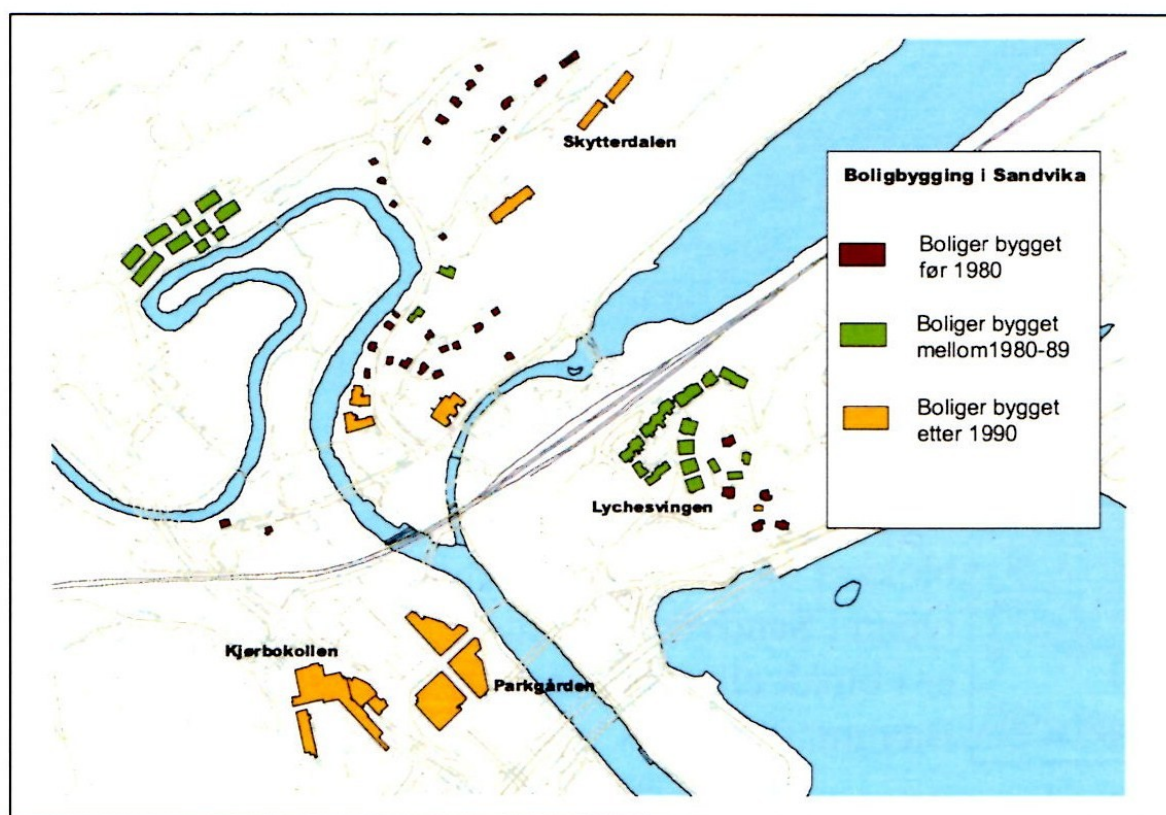 Skytterdalen
Boligbygging i Sandvika
Boliger bygget
før 1980
Boliger bygget
mellom1980-89
Boliger bygget
etter 1990
Lychesvingen
Kjørbokollen
Parkgården